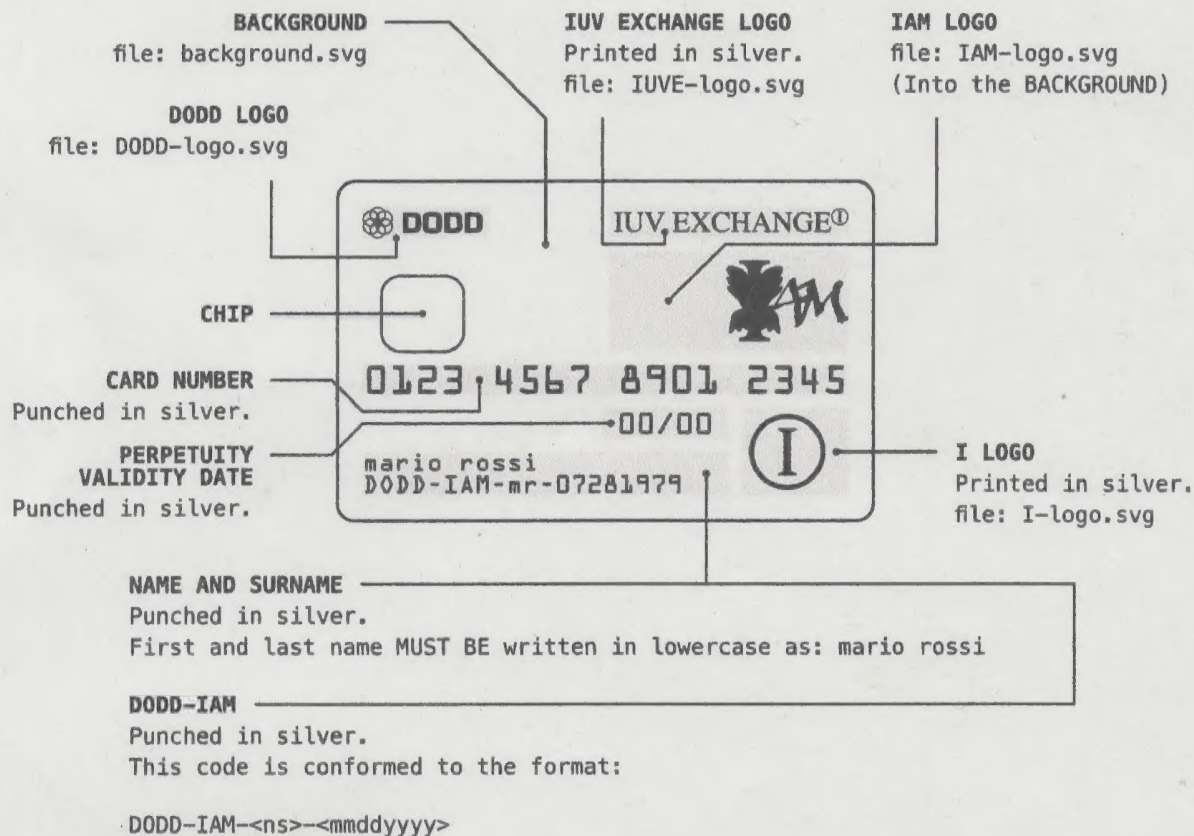 BACKGROUND
file: background.svg
IUV EXCHANGE LOGO
Printed in silver.
file: IUVE-logo.svg
IAM LOGO
file: IAM-logo.svg
(Into the BACKGROUND)
DODD LOGO
file: DODD-logo.svg
DODD
IUV EXCHANGE Ⓘ
AM
CHIP
CARD NUMBER
Punched in silver.
0123 4567 8901 2345
PERPETUITY
VALIDITY DATE
Punched in silver.
00/00
mario rossi
DODD-IAM-mr-07281979
I
I LOGO
Printed in silver.
file: I-logo.svg
NAME AND SURNAME
Punched in silver.
First and last name MUST BE written in lowercase as: mario rossi
DODD-IAM
Punched in silver.
This code is conformed to the format:
DODD-IAM-<ns>-<mmddyyyy>